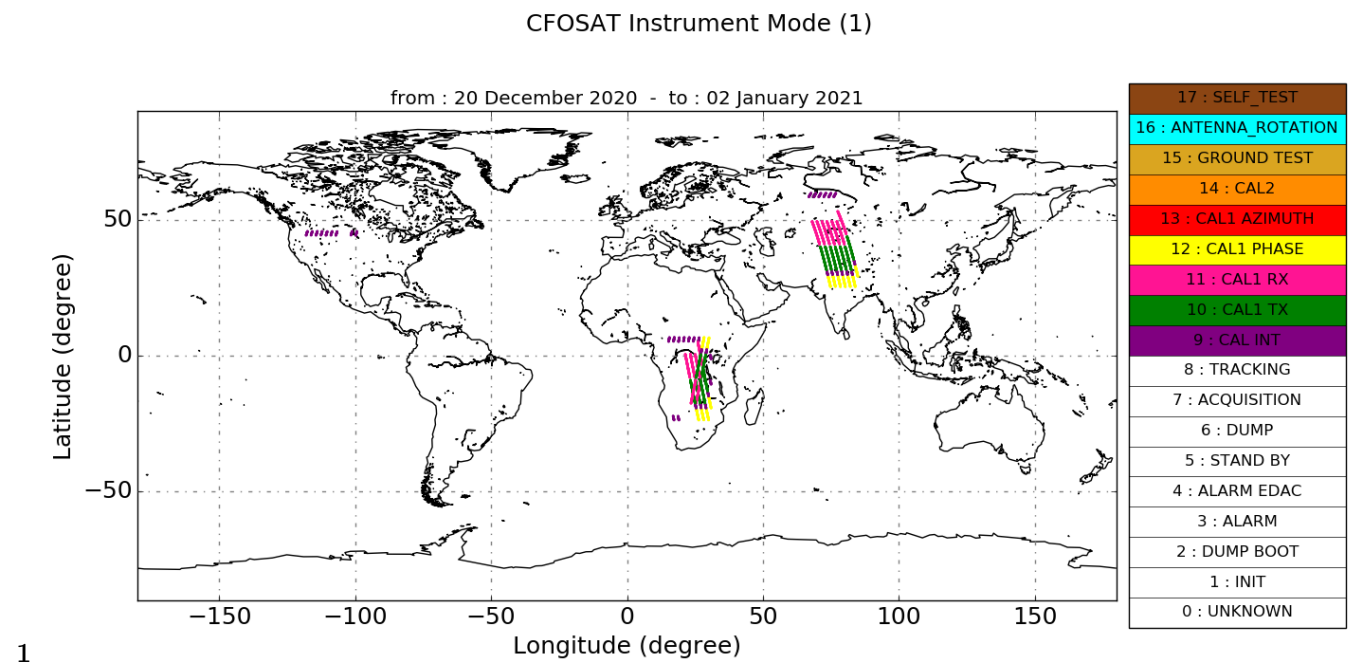 CFOSAT Instrument Mode (1)
from : 20 December 2020 - to : 02 January 2021
17 : SELF_TEST
16 : ANTENNA_ROTATION
15 : GROUND TEST
14 : CAL2
13 : CAL1 AZIMUTH
12 : CAL1 PHASE
11 : CAL1 RX
10 : CAL1 TX
9 : CAL INT
8 : TRACKING
7 : ACQUISITION
6 : DUMP
5 : STAND BY
4 : ALARM EDAC
3 : ALARM
2 : DUMP BOOT
1 : INIT
0 : UNKNOWN
Latitude (degree)
50
0
−50
−150 −100 −50 0 50 100 150
Longitude (degree)
1